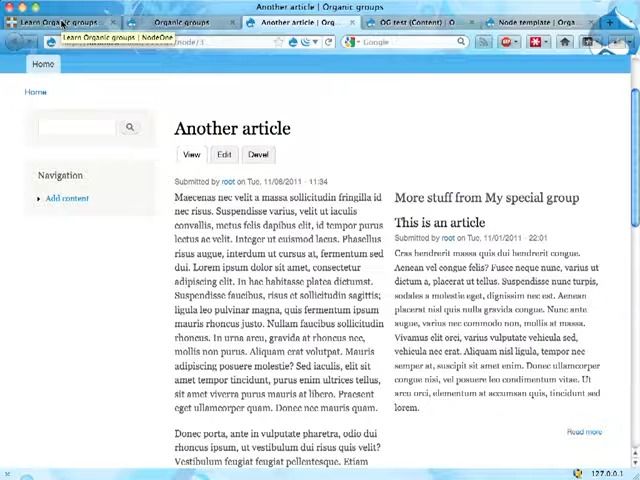 Another article | Organic groups
Learn Organic groups
Organic groups
Another article | Org...
OG test (Content) | O...
Node template | Orga...
Learn Organic groups | NodeOne
/node/3
Google
Home
Home
Another article
View
Edit
Devel
Navigation
Add content
Submitted by root on Tue, 11/08/2011 - 11:34
Maecenas nec velit a massa sollicitudin fringilla id
nec risus. Suspendisse varius, velit ut iaculis
convallis, metus felis dapibus elit, id tempor purus
lectus ac velit. Integer ut cuismod lacus. Phasellus
risus augue, interdum ut cursus at, fermentum sed
dui. Lorem ipsum dolor sit amet, consectetur
adipiscing elit. In hac habitasse platea dictumst.
Suspendisse faucibus, risus et sollicitudin sagittis;
ligula leo pulvinar magna, quis fermentum ipsum
mauris rhoncus justo. Nullam faucibus sollicitudin
rhoncus. In urna arcu, gravida at rhoncus nec,
mollis non purus. Aliquam erat volutpat. Mauris
adipiscing posuere molestie? Sed iaculis, elit sit
amet tempor tincidunt, purus enim ultrices tellus,
sit amet viverra purus mauris at libero. Praesent
eget ullamcorper quam. Donec molestie quam.
Donec porta, ante in vulputate pharetra, odio dui
rhoncus ipsum, ut vestibulum dui risus vel orci.
Vestibulum feugiat feugiat pellentesque. Etiam
More stuff from My special group
This is an article
Submitted by root on Tue, 11/01/2011 - 22:01
Cras hendrerit massa quis dui hendrerit congue.
Aenean vel congue felis? Fusce neque nunc, varius ut
dictum a, placerat ut tellus. Suspendisse nunc turpis,
sodales a molestie eget, dignissim nec est. Praesent
fringilla nisl quis nulla gravida congue. Nunc ante
augue, varius nec commodo non, mollis at massa.
Vivamus elit orci, varius vulputate vehicula sed,
vehicula nec erat. Aliquam nisl ligula, tempor nec
semper at, suscipit sit amet enim. Donec ullamcorper
congue nisi, vel posuere leo condimentum vitae. Ut
arcu orci, elementum at accumsan quis, tincidunt sed
lorem.
Read more
127.0.0.1